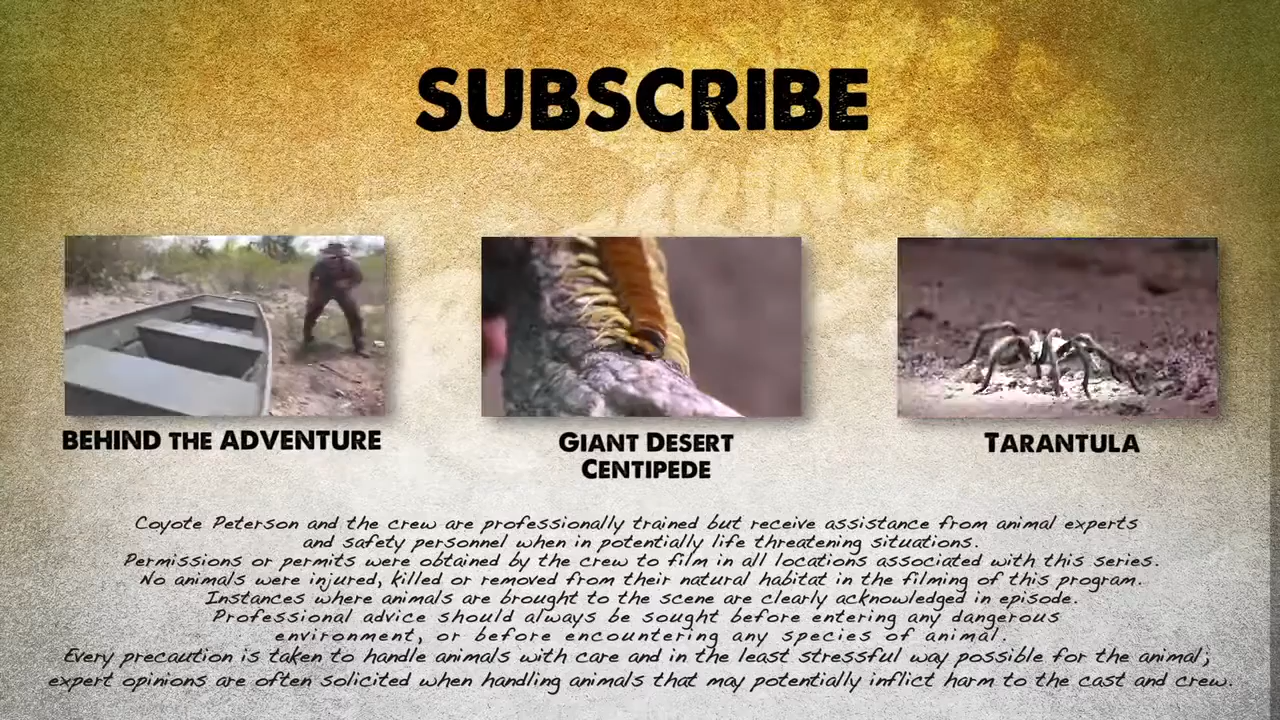 SUBSCRIBE
BEHIND THE ADVENTURE
GIANT DESERT
CENTIPEDE
TARANTULA
Coyote Peterson and the crew are professionally trained but receive assistance from animal experts
and safety personnel when in potentially life threatening situations.
Permissions or permits were obtained by the crew to film in all locations associated with this series.
No animals were injured, killed or removed from their natural habitat in the filming of this program.
Instances where animals are brought to the scene are clearly acknowledged in episode.
Professional advice should always be sought before entering any dangerous
environment, or before encountering any species of animal.
Every precaution is taken to handle animals with care and in the least stressful way possible for the animal;
expert opinions are often solicited when handling animals that may potentially inflict harm to the cast and crew.